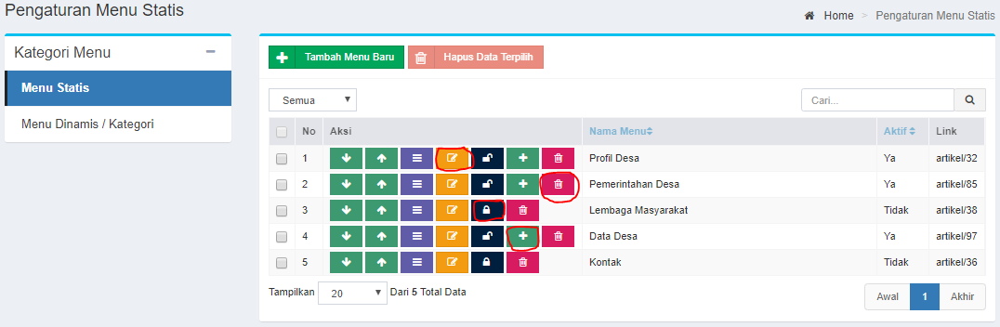 Pengaturan Menu Statis
Home > Pengaturan Menu Statis
Kategori Menu
Menu Statis
Menu Dinamis / Kategori
Tambah Menu Baru Hapus Data Terpilih
Semua Cari...
No Aksi Nama Menu Aktif Link
1 Profil Desa Ya artikel/32
2 Pemerintahan Desa Ya artikel/85
3 Lembaga Masyarakat Tidak artikel/38
4 Data Desa Ya artikel/97
5 Kontak Tidak artikel/36
Tampilkan 20 Dari 5 Total Data
Awal 1 Akhir